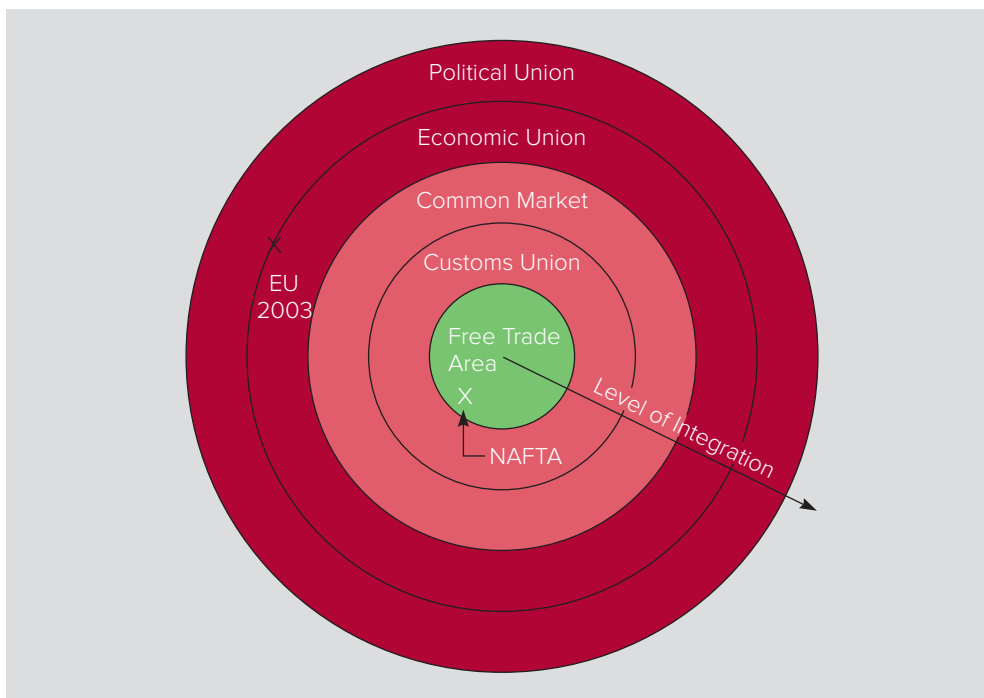 Political Union
Economic Union
Common Market
Customs Union
EU
2003
Free Trade
Area
X
X
NAFTA
Level of Integration